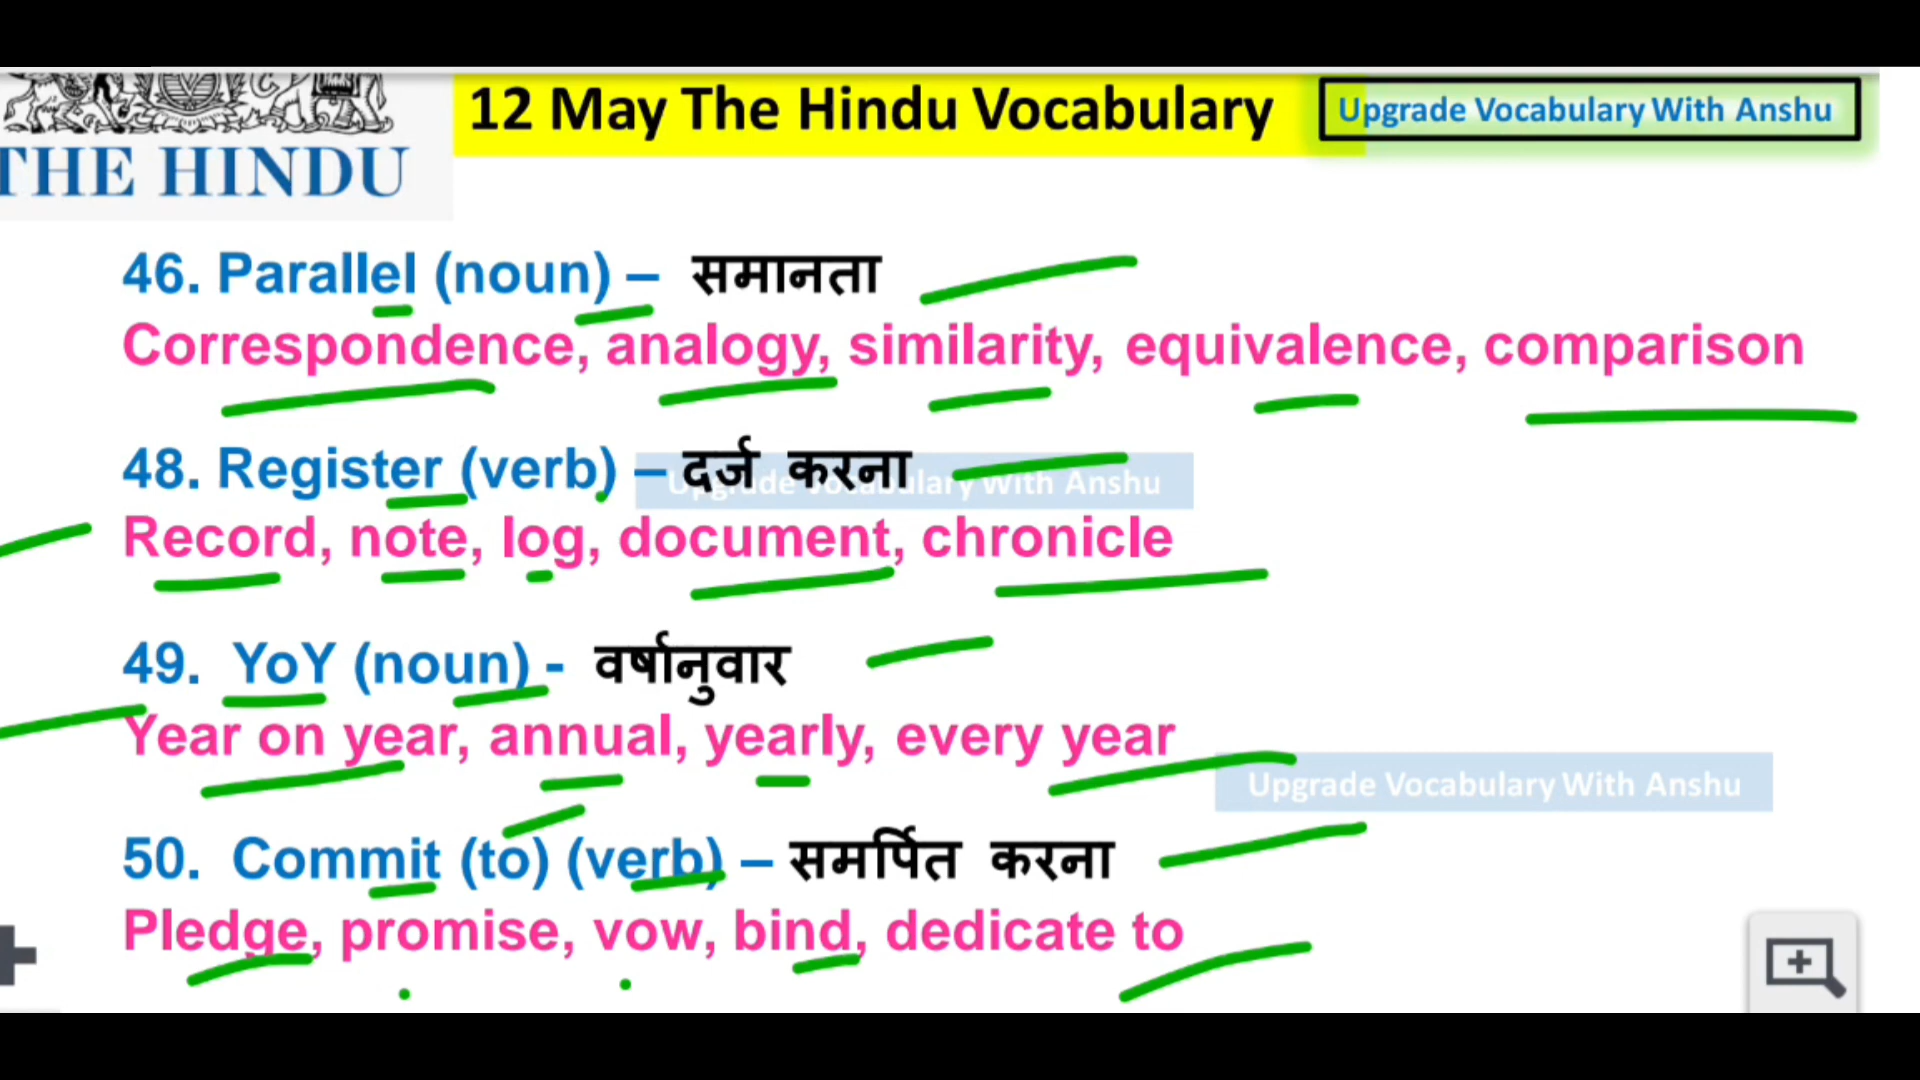 THE HINDU
12 May The Hindu Vocabulary
Upgrade Vocabulary With Anshu
46. Parallel (noun) – समानता
Correspondence, analogy, similarity, equivalence, comparison
48. Register (verb) – दर्ज करना
Upgrade Vocabulary With Anshu
Record, note, log, document, chronicle
49. YoY (noun) - वर्षानुवार
Year on year, annual, yearly, every year
Upgrade Vocabulary With Anshu
50. Commit (to) (verb) – समर्पित करना
Pledge, promise, vow, bind, dedicate to